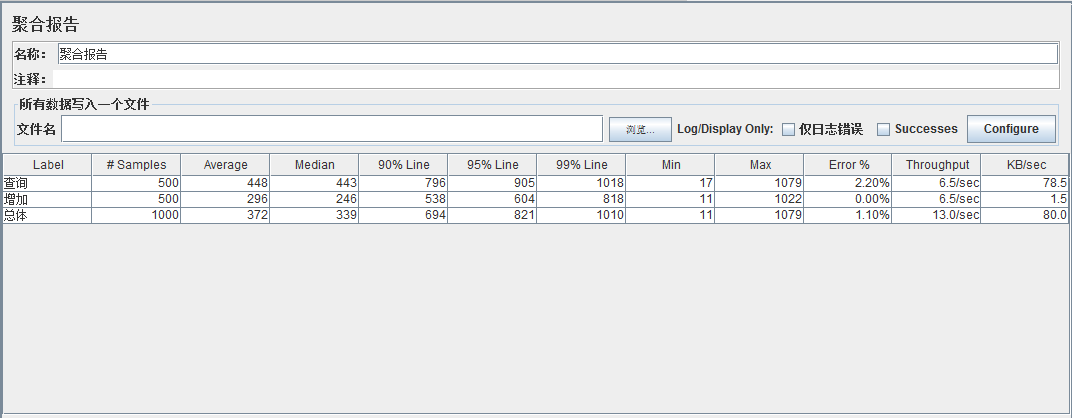 聚合报告
名称： 聚合报告
注释：
所有数据写入一个文件
文件名 浏览... Log/Display Only: 仅日志错误 Successes Configure
Label # Samples Average Median 90% Line 95% Line 99% Line Min Max Error % Throughput KB/sec
查询 500 448 443 796 905 1018 17 1079 2.20% 6.5/sec 78.5
增加 500 296 246 538 604 818 11 1022 0.00% 6.5/sec 1.5
总体 1000 372 339 694 821 1010 11 1079 1.10% 13.0/sec 80.0